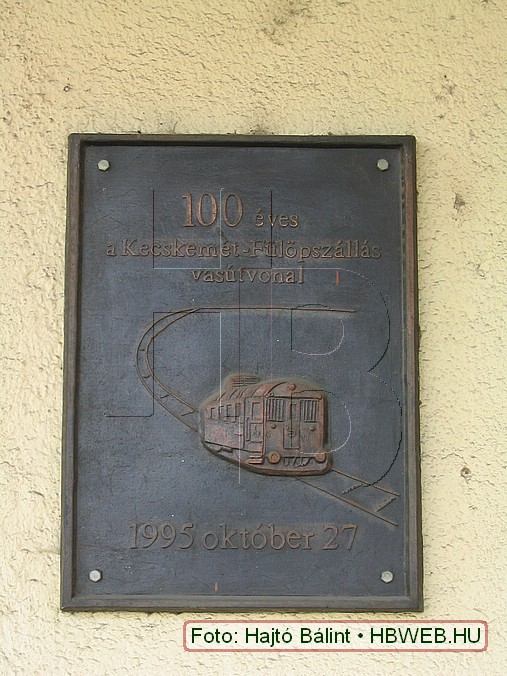 100 éves
a Kecskemét-Fülöpszállás
vasútvonal
1995 október 27
Foto: Hajtó Bálint • HBWEB.HU